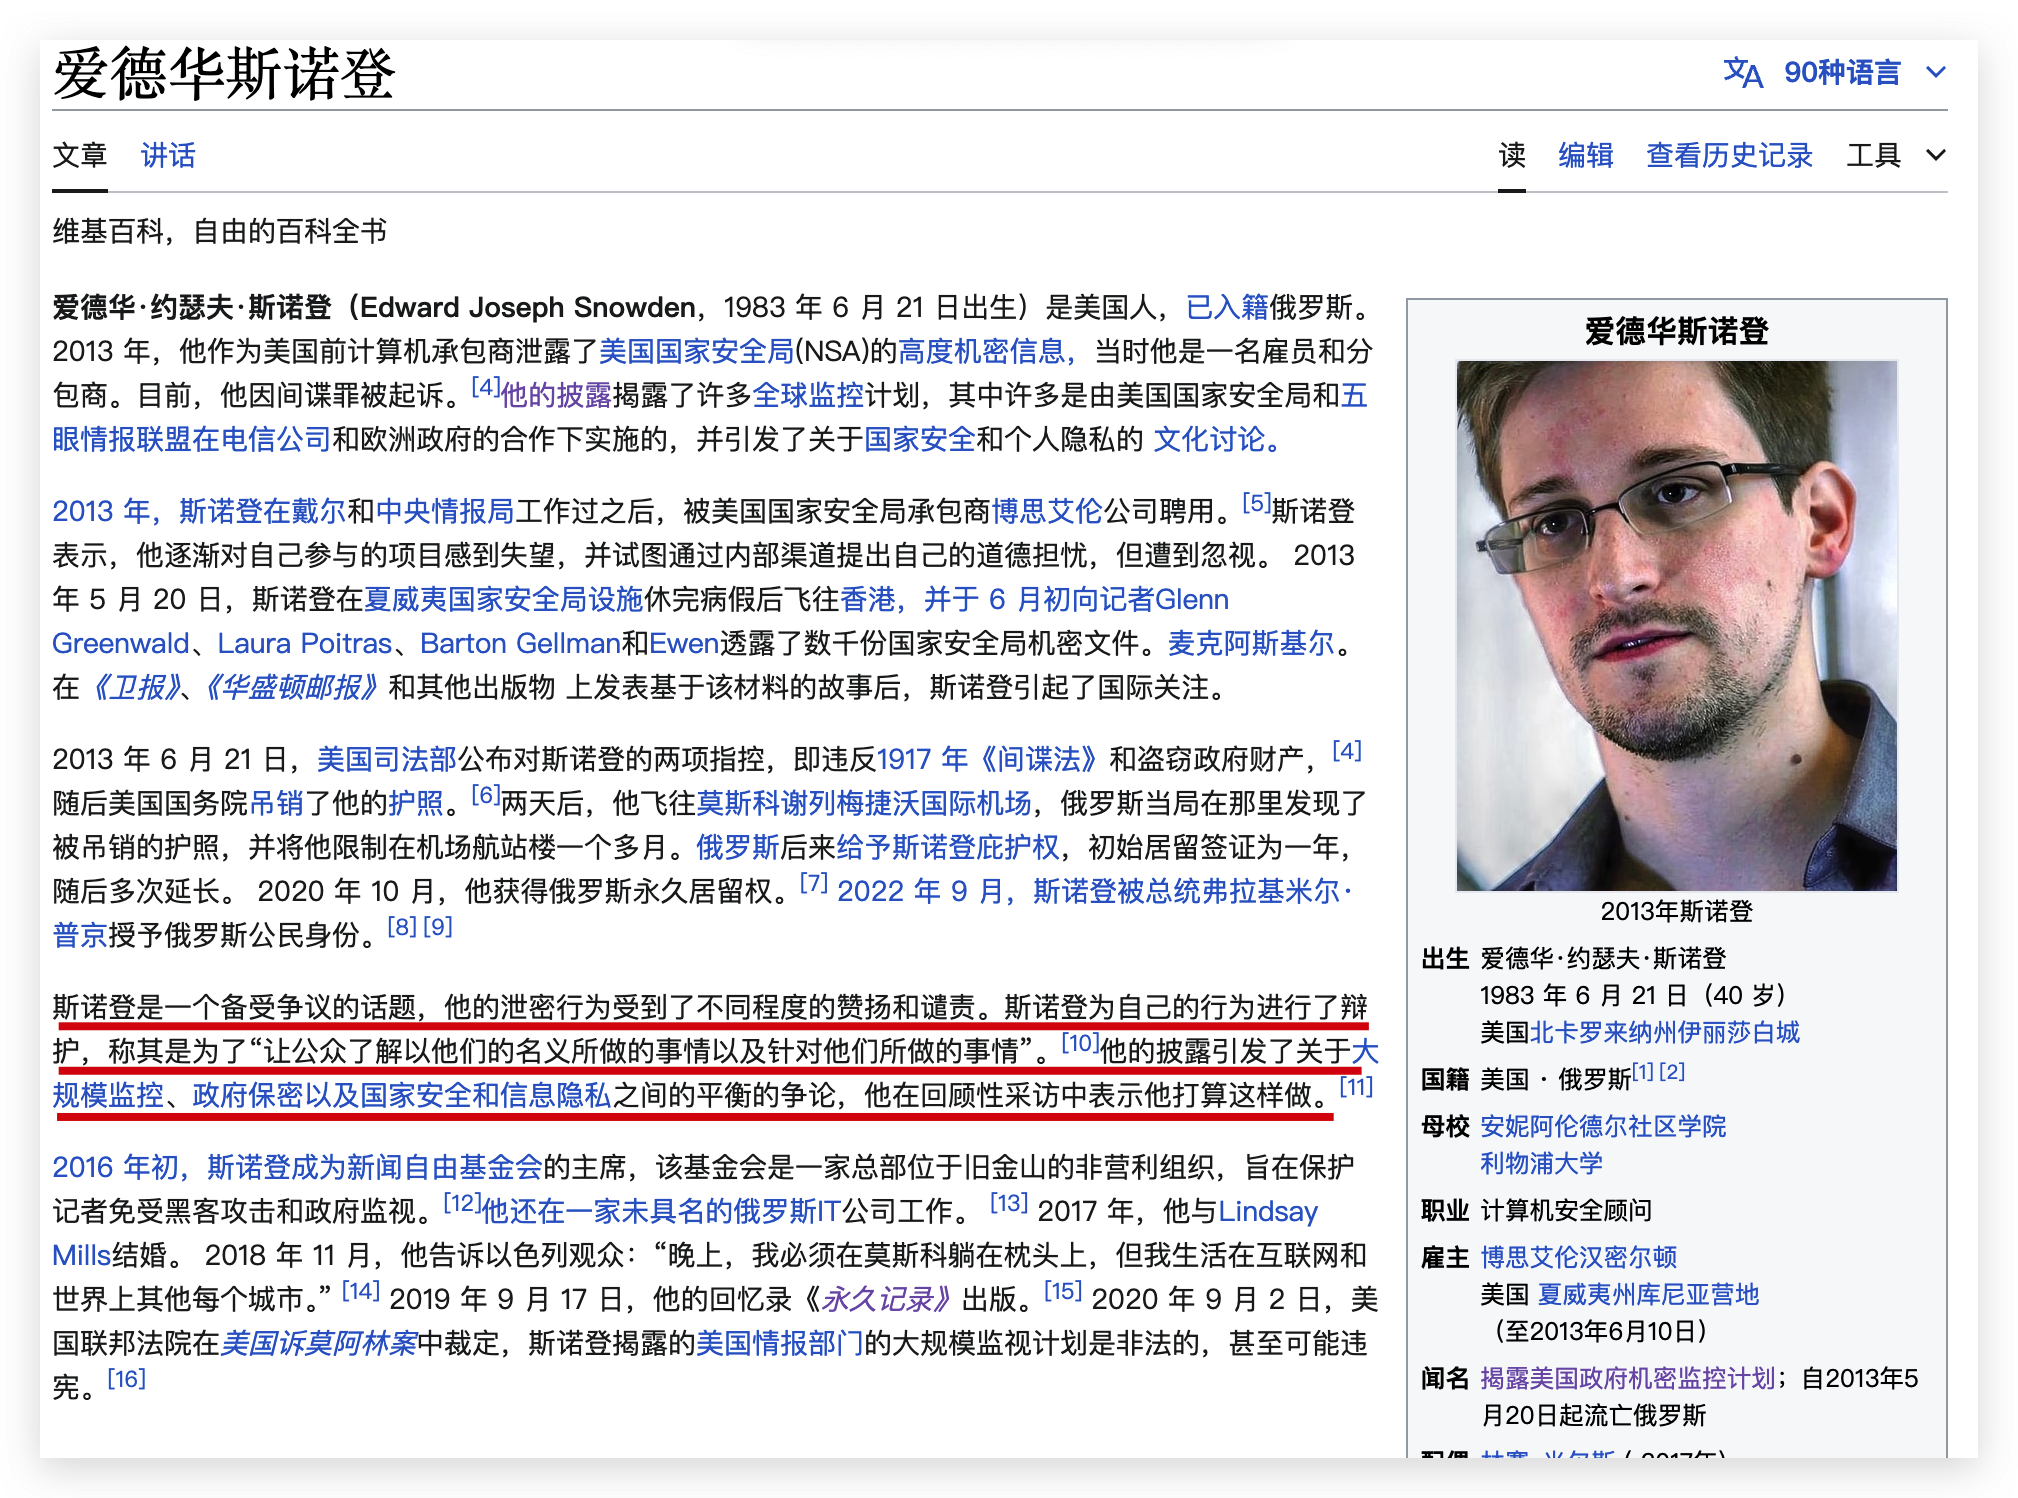 爱德华斯诺登
90种语言
文章 讲话
读 编辑 查看历史记录 工具
维基百科，自由的百科全书
爱德华·约瑟夫·斯诺登（Edward Joseph Snowden，1983 年 6 月 21 日出生）是美国人，已入籍俄罗斯。
2013 年，他作为美国前计算机承包商泄露了美国国家安全局(NSA)的高度机密信息，当时他是一名雇员和分
包商。目前，他因间谍罪被起诉。[4]他的披露揭露了许多全球监控计划，其中许多是由美国国家安全局和五
眼情报联盟在电信公司和欧洲政府的合作下实施的，并引发了关于国家安全和个人隐私的 文化讨论。
2013 年，斯诺登在戴尔和中央情报局工作过之后，被美国国家安全局承包商博思艾伦公司聘用。[5]斯诺登
表示，他逐渐对自己参与的项目感到失望，并试图通过内部渠道提出自己的道德担忧，但遭到忽视。 2013
年 5 月 20 日，斯诺登在夏威夷国家安全局设施休完病假后飞往香港，并于 6 月初向记者Glenn
Greenwald、Laura Poitras、Barton Gellman和Ewen透露了数千份国家安全局机密文件。麦克阿斯基尔。
在《卫报》、《华盛顿邮报》和其他出版物 上发表基于该材料的故事后，斯诺登引起了国际关注。
2013 年 6 月 21 日，美国司法部公布对斯诺登的两项指控，即违反1917 年《间谍法》和盗窃政府财产，[4]
随后美国国务院吊销了他的护照。[6]两天后，他飞往莫斯科谢列梅捷沃国际机场，俄罗斯当局在那里发现了
被吊销的护照，并将他限制在机场航站楼一个多月。俄罗斯后来给予斯诺登庇护权，初始居留签证为一年，
随后多次延长。 2020 年 10 月，他获得俄罗斯永久居留权。[7] 2022 年 9 月，斯诺登被总统弗拉基米尔·
普京授予俄罗斯公民身份。[8] [9]
斯诺登是一个备受争议的话题，他的泄密行为受到了不同程度的赞扬和谴责。斯诺登为自己的行为进行了辩
护，称其是为了“让公众了解以他们的名义所做的事情以及针对他们所做的事情”。[10]他的披露引发了关于大
规模监控、政府保密以及国家安全和信息隐私之间的平衡的争论，他在回顾性采访中表示他打算这样做。[11]
2016 年初，斯诺登成为新闻自由基金会的主席，该基金会是一家总部位于旧金山的非营利组织，旨在保护
记者免受黑客攻击和政府监视。[12]他还在一家未具名的俄罗斯IT公司工作。 [13] 2017 年，他与Lindsay
Mills结婚。 2018 年 11 月，他告诉以色列观众：“晚上，我必须在莫斯科躺在枕头上，但我生活在互联网和
世界上其他每个城市。” [14] 2019 年 9 月 17 日，他的回忆录《永久记录》出版。[15] 2020 年 9 月 2 日，美
国联邦法院在美国诉莫阿林案中裁定，斯诺登揭露的美国情报部门的大规模监视计划是非法的，甚至可能违
宪。[16]
爱德华斯诺登
2013年斯诺登
出生 爱德华·约瑟夫·斯诺登
1983 年 6 月 21 日（40 岁）
美国北卡罗来纳州伊丽莎白城
国籍 美国 · 俄罗斯[1] [2]
母校 安妮阿伦德尔社区学院
利物浦大学
职业 计算机安全顾问
雇主 博思艾伦汉密尔顿
美国 夏威夷州库尼亚营地
（至2013年6月10日）
闻名 揭露美国政府机密监控计划；自2013年5
月20日起流亡俄罗斯